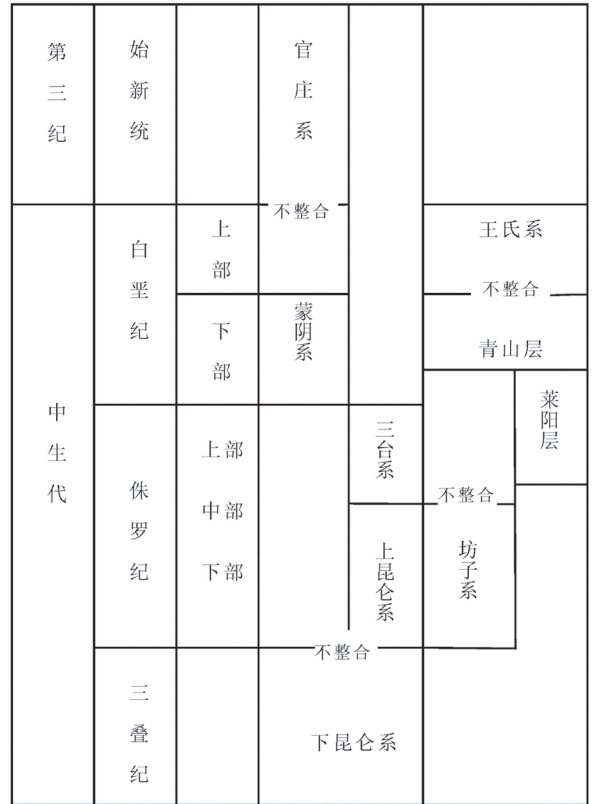 第三纪
始新统
官庄系
不整合
中生代
白垩纪
上部
王氏系
不整合
下部
蒙阴系
青山层
莱阳层
侏罗纪
上部
中部
下部
三台系
不整合
上昆仑系
坊子系
不整合
三叠纪
下昆仑系